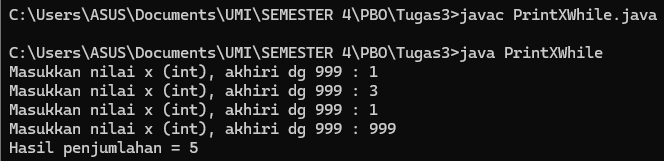 C:\Users\ASUS\Documents\UMI\SEMESTER 4\PBO\Tugas3>javac PrintXWhile.java
C:\Users\ASUS\Documents\UMI\SEMESTER 4\PBO\Tugas3>java PrintXWhile
Masukkan nilai x (int), akhiri dg 999 : 1
Masukkan nilai x (int), akhiri dg 999 : 3
Masukkan nilai x (int), akhiri dg 999 : 1
Masukkan nilai x (int), akhiri dg 999 : 999
Hasil penjumlahan = 5